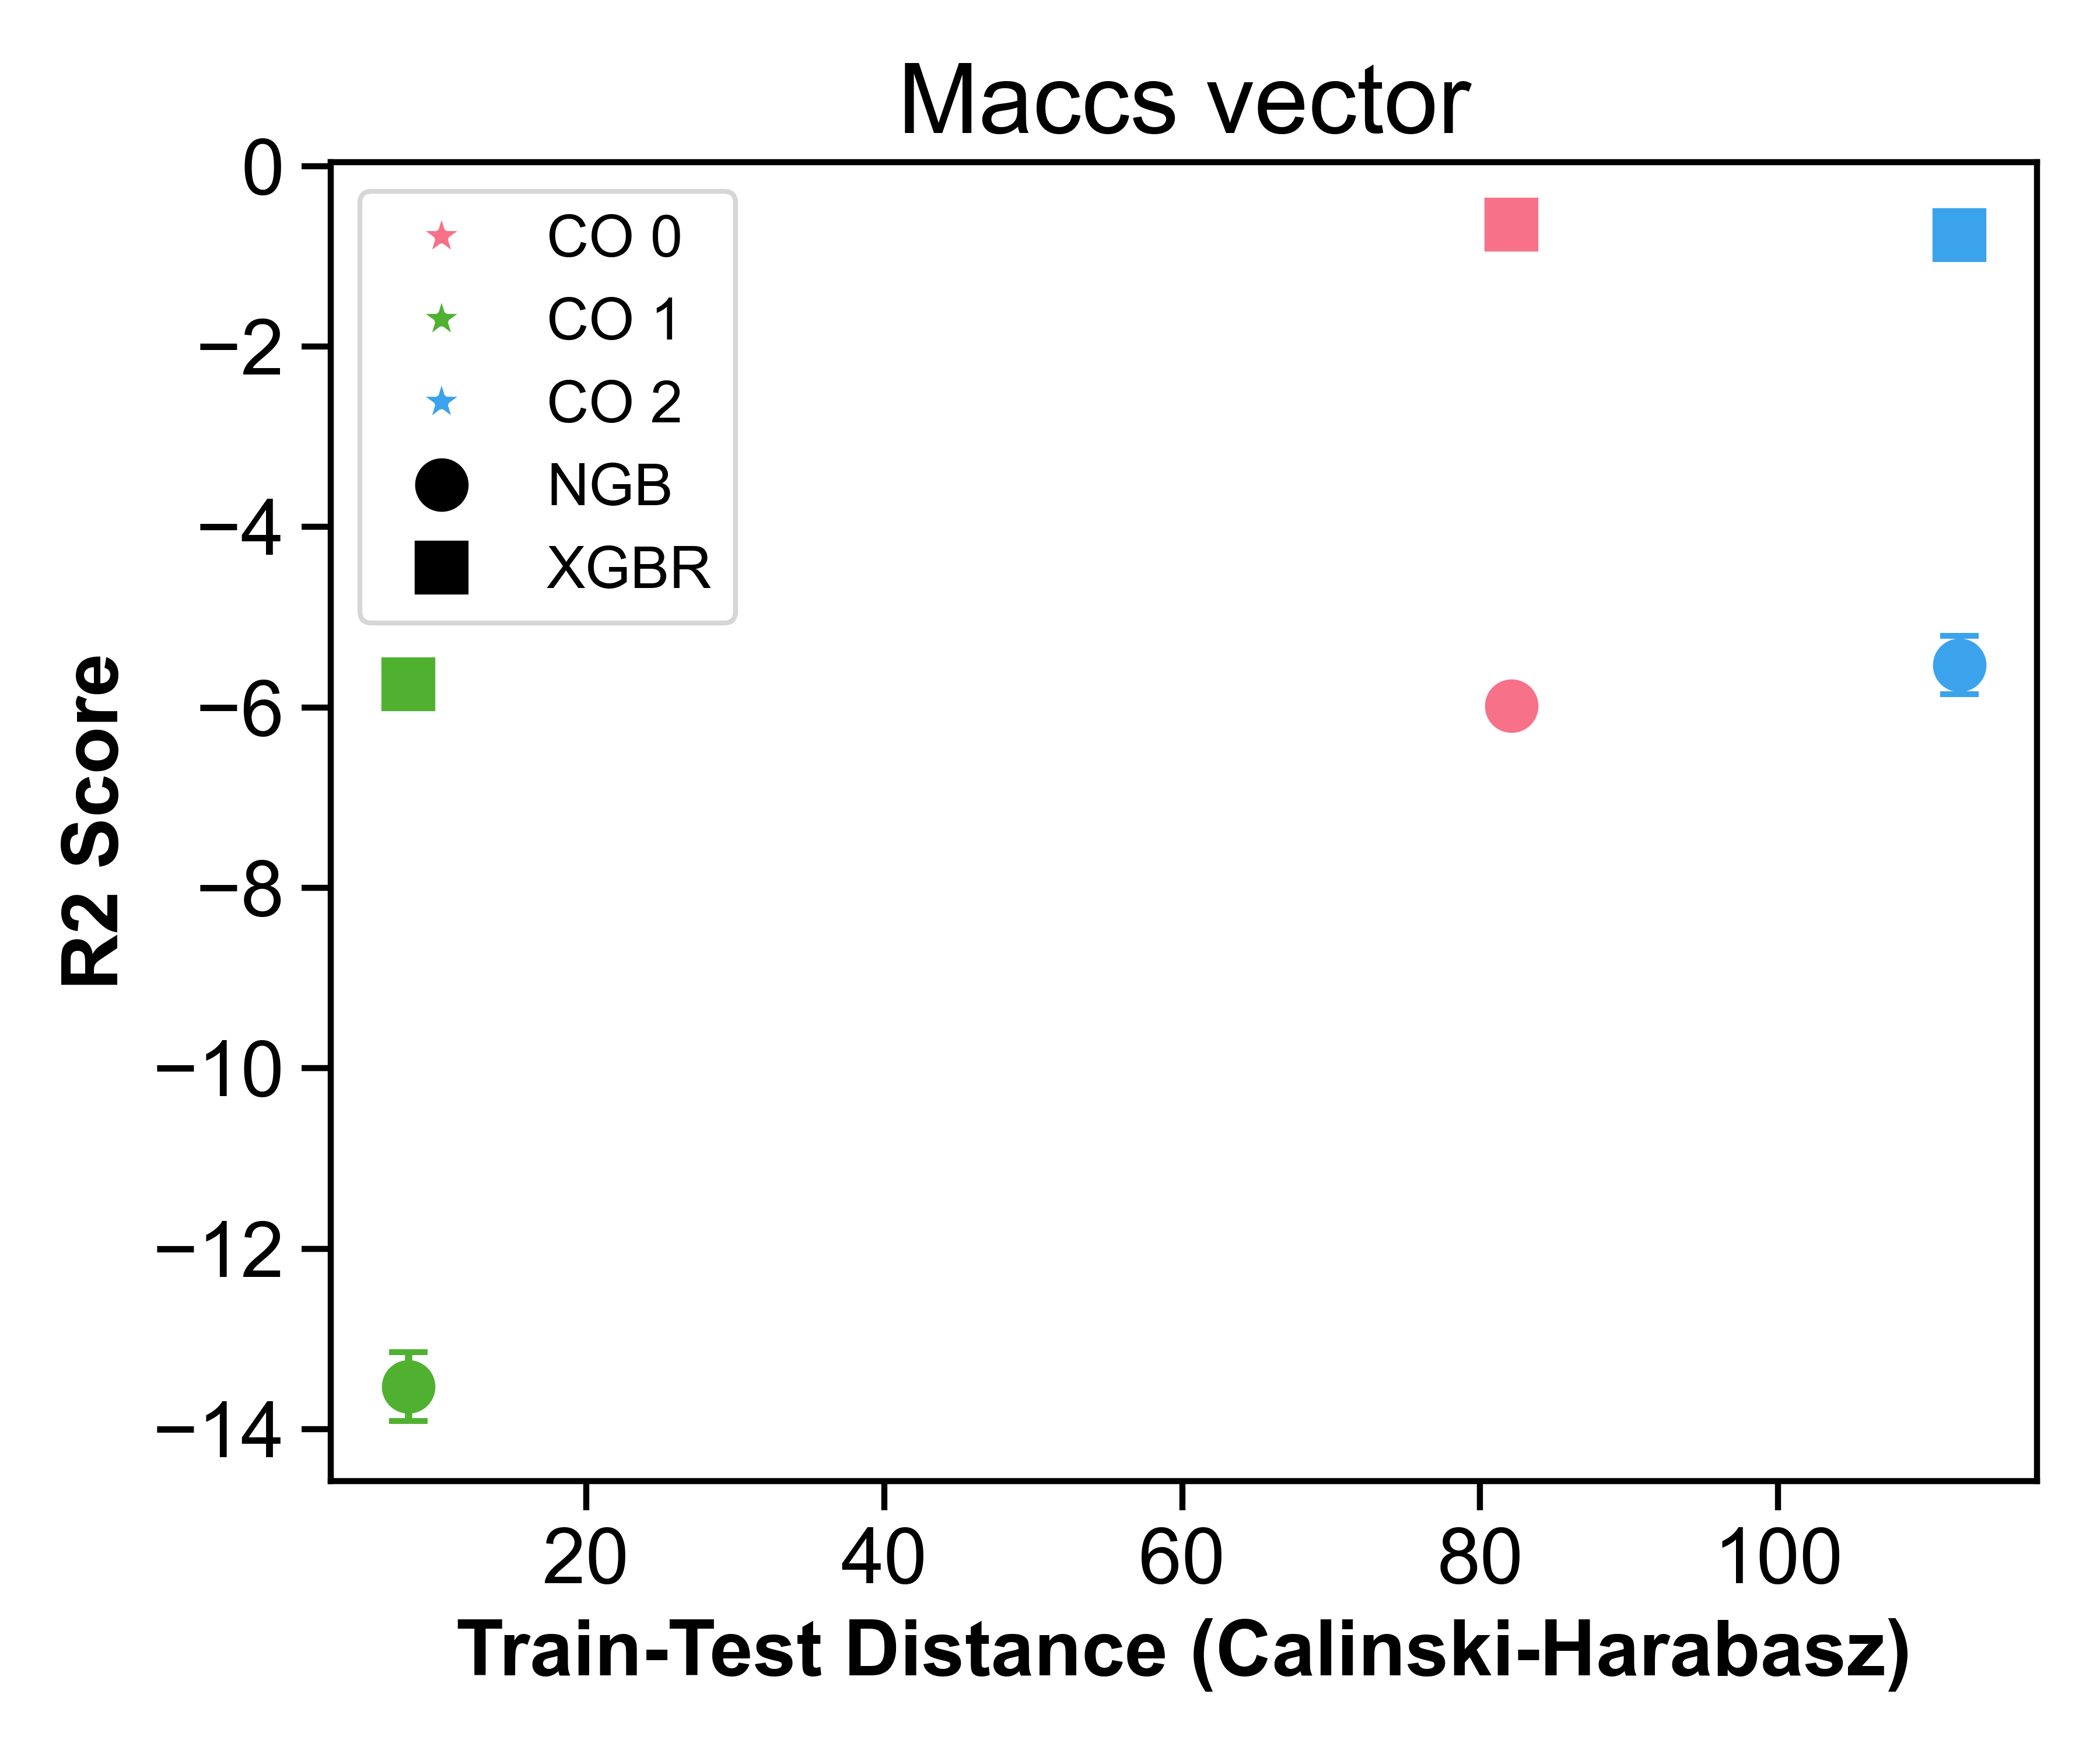 Maccs vector
0
−2
−4
−6
−8
−10
−12
−14
R2 Score
CO 0
CO 1
CO 2
NGB
XGBR
20 40 60 80 100
Train-Test Distance (Calinski-Harabasz)